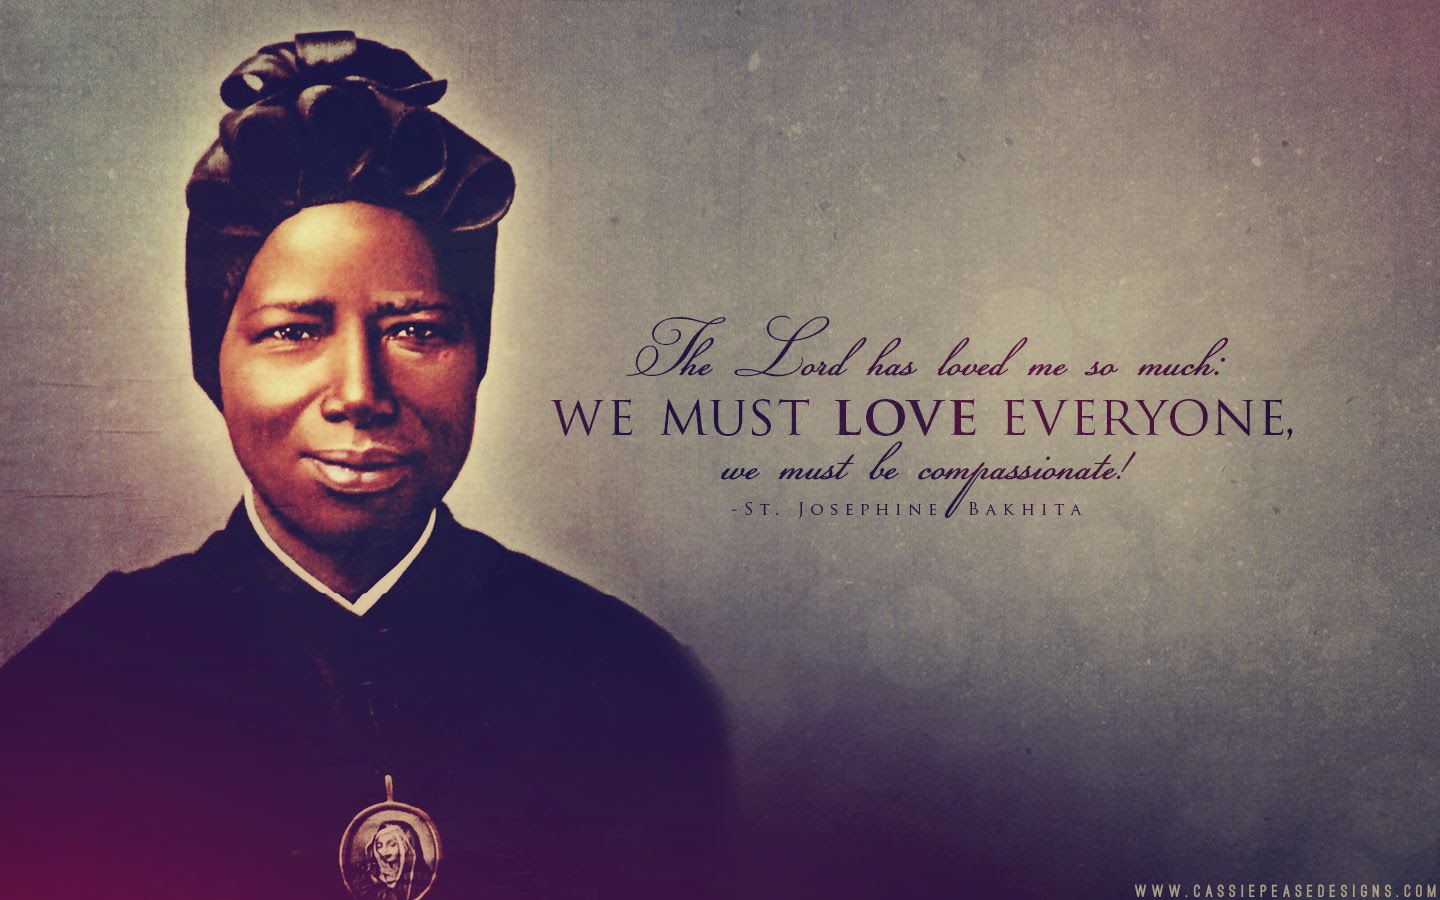 The Lord has loved me so much:
WE MUST LOVE EVERYONE,
we must be compassionate!
-ST. JOSEPHINE BAKHITA
WWW.CASSIEPEASEDESIGNS.COM